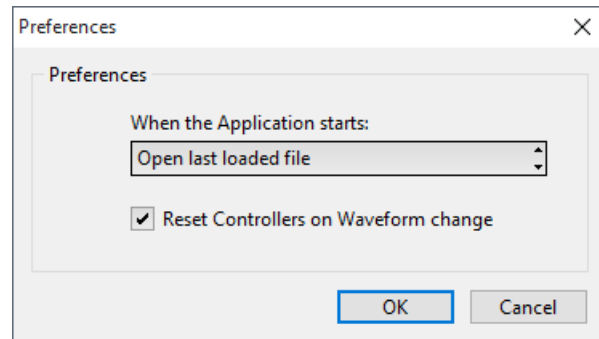 Preferences
Preferences
When the Application starts:
Open last loaded file
Reset Controllers on Waveform change
OK Cancel